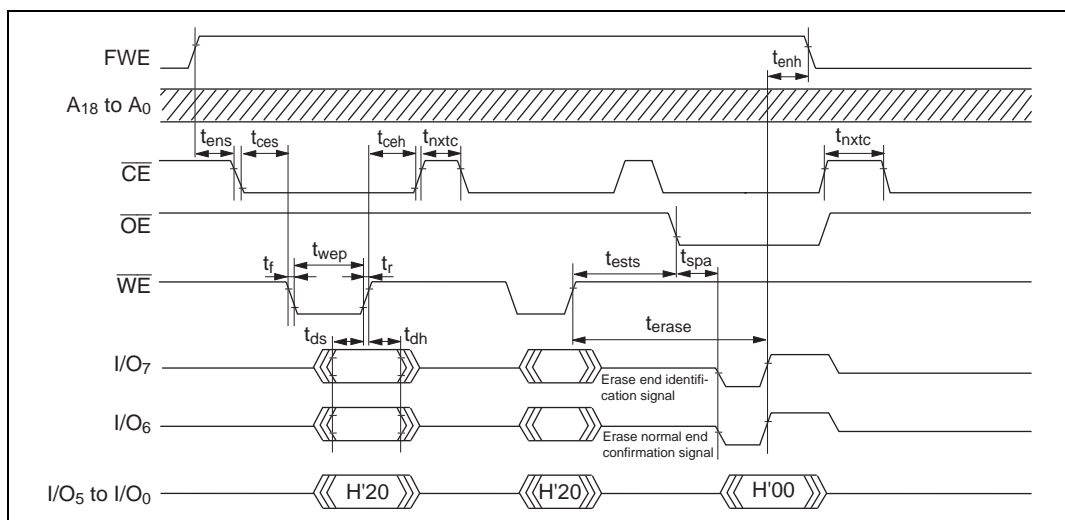 FWE
tenh
A18 to A0
tens tces tceh tnxtc tnxtc
CE
OE
twep
tf tr
tests tspa
WE
tds tdh
terase
I/O7
Erase end identifi-
cation signal
I/O6
Erase normal end
confirmation signal
I/O5 to I/O0 H'20 H'20 H'00